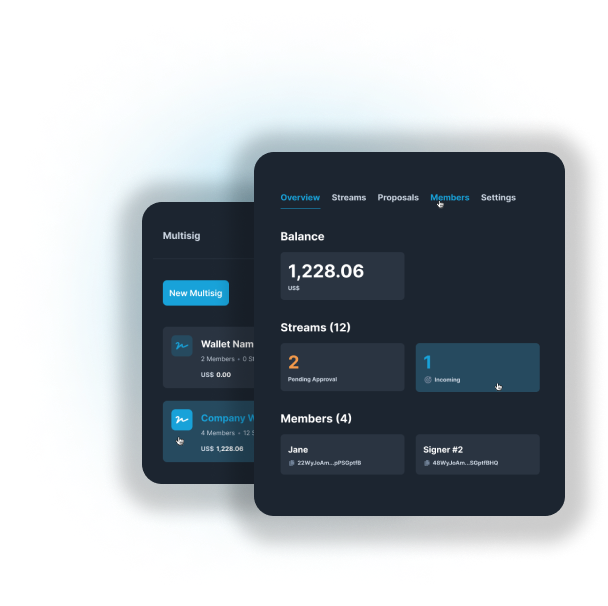 Multisig
New Multisig
Wallet Nam
2 Members • 0 St
US$ 0.00
Company W
4 Members • 12 S
US$ 1,228.06
Overview Streams Proposals Members Settings
Balance
1,228.06
US$
Streams (12)
2
Pending Approval
1
Incoming
Members (4)
Jane
22WyJoAm...pPSGptfB
Signer #2
48WyJoAm...SGptfBHQ